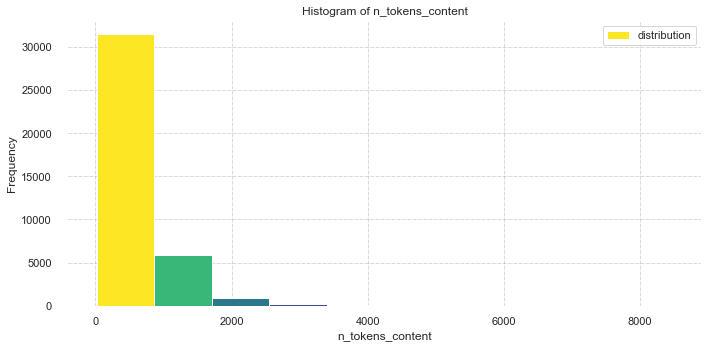 Histogram of n_tokens_content
distribution
Frequency
30000
25000
20000
15000
10000
5000
0
0 2000 4000 6000 8000
n_tokens_content